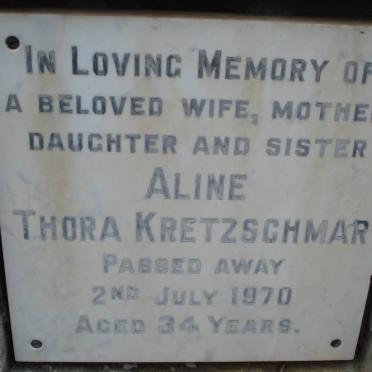 In Loving Memory of
a beloved wife, mother
daughter and sister
Aline
Thora Kretzschmar
Passed away
2nd July 1970
Aged 34 Years.